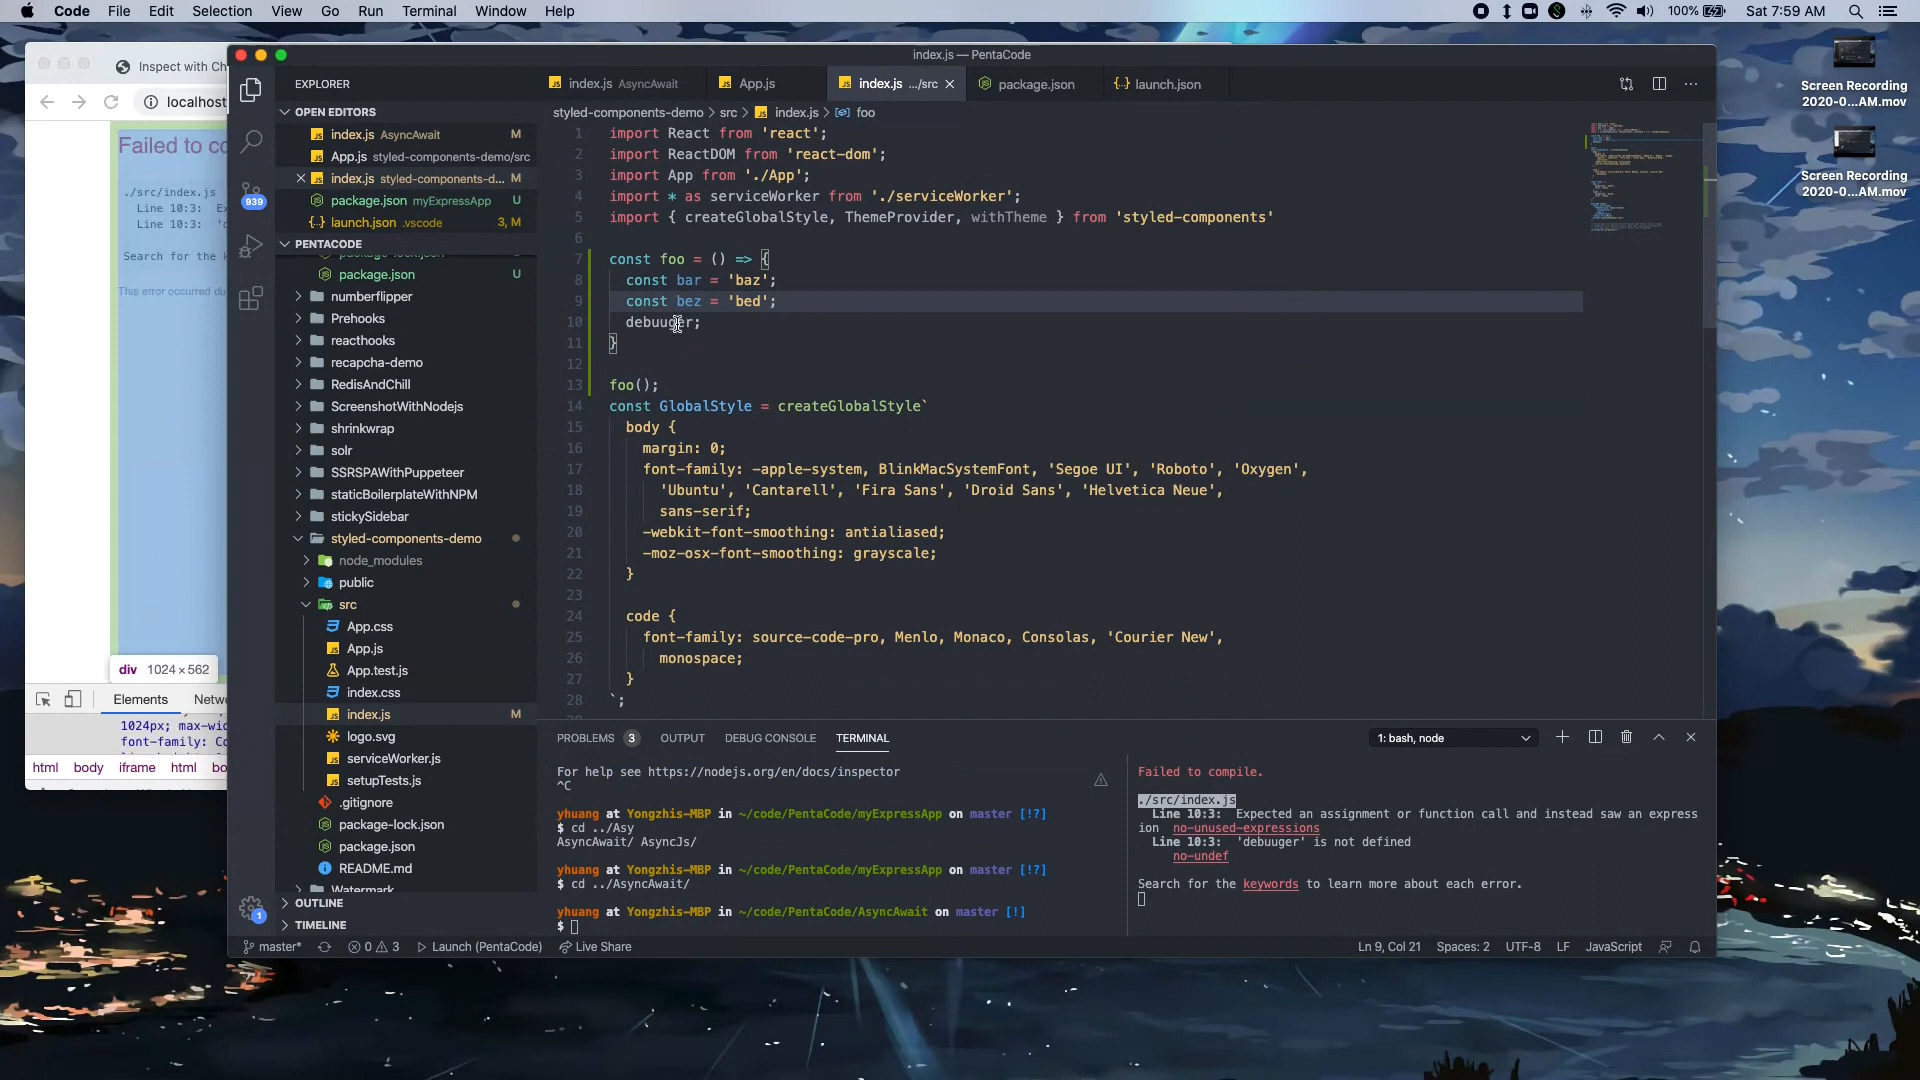 Code File Edit Selection View Go Run Terminal Window Help
100% Sat 7:59 AM
index.js — PentaCode
Inspect with Ch
localhost
Failed to co
./src/index.js
Line 10:3: Ex
Line 10:3: 'd
Search for the k
This error occurred du
div 1024 × 562
Elements Netwo
1024px; max-wid
font-family: Co
html body iframe html bo
EXPLORER
OPEN EDITORS
index.js AsyncAwait M
App.js styled-components-demo/src
index.js styled-components-d... M
package.json myExpressApp U
launch.json .vscode 3, M
PENTACODE
package.json U
numberflipper
Prehooks
reacthooks
recapcha-demo
RedisAndChill
ScreenshotWithNodejs
shrinkwrap
solr
SSRSPAWithPuppeteer
staticBoilerplateWithNPM
stickySidebar
styled-components-demo
node_modules
public
src
App.css
App.js
App.test.js
index.css
index.js M
logo.svg
serviceWorker.js
setupTests.js
.gitignore
package-lock.json
package.json
README.md
Watermark
OUTLINE
TIMELINE
939
1
index.js AsyncAwait App.js index.js .../src package.json launch.json
styled-components-demo > src > index.js > foo
1 import React from 'react';
2 import ReactDOM from 'react-dom';
3 import App from './App';
4 import * as serviceWorker from './serviceWorker';
5 import { createGlobalStyle, ThemeProvider, withTheme } from 'styled-components'
6
7 const foo = () => {
8 const bar = 'baz';
9 const bez = 'bed';
10 debuuger;
11 }
12
13 foo();
14 const GlobalStyle = createGlobalStyle`
15 body {
16 margin: 0;
17 font-family: -apple-system, BlinkMacSystemFont, 'Segoe UI', 'Roboto', 'Oxygen',
18 'Ubuntu', 'Cantarell', 'Fira Sans', 'Droid Sans', 'Helvetica Neue',
19 sans-serif;
20 -webkit-font-smoothing: antialiased;
21 -moz-osx-font-smoothing: grayscale;
22 }
23
24 code {
25 font-family: source-code-pro, Menlo, Monaco, Consolas, 'Courier New',
26 monospace;
27 }
28 `;
PROBLEMS 3 OUTPUT DEBUG CONSOLE TERMINAL 1: bash, node
For help see https://nodejs.org/en/docs/inspector
^C
yhuang at Yongzhis-MBP in ~/code/PentaCode/myExpressApp on master [!?]
$ cd ../Asy
AsyncAwait/ AsyncJs/
yhuang at Yongzhis-MBP in ~/code/PentaCode/myExpressApp on master [!?]
$ cd ../AsyncAwait/
yhuang at Yongzhis-MBP in ~/code/PentaCode/AsyncAwait on master [!]
$
Failed to compile.
./src/index.js
Line 10:3: Expected an assignment or function call and instead saw an express
ion no-unused-expressions
Line 10:3: 'debuuger' is not defined
no-undef
Search for the keywords to learn more about each error.
master* 0 3 Launch (PentaCode) Live Share Ln 9, Col 21 Spaces: 2 UTF-8 LF JavaScript
Screen Recording
2020-0...AM.mov
Screen Recording
2020-0...AM.mov